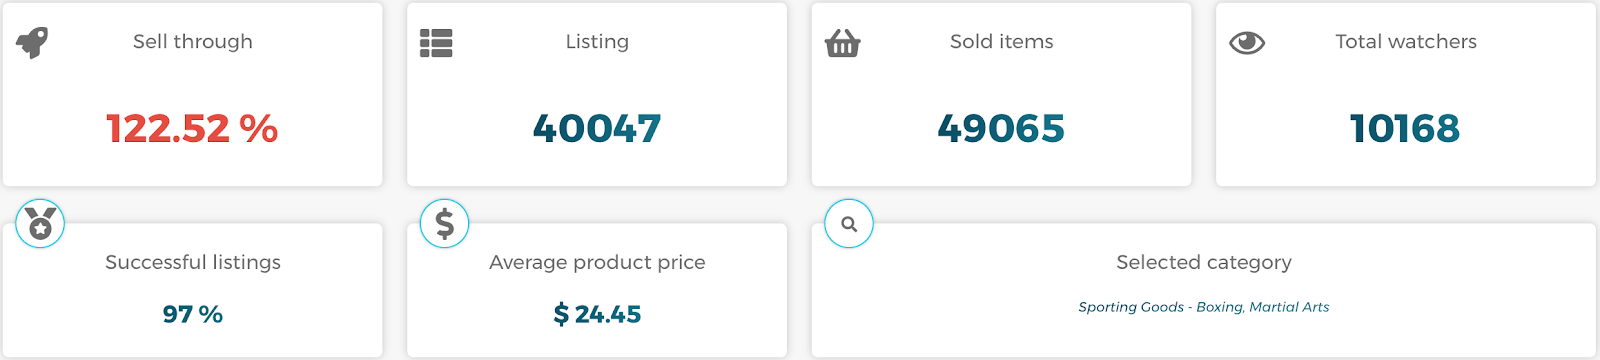 Sell through
122.52 %
Listing
40047
Sold items
49065
Total watchers
10168
Successful listings
97 %
$
Average product price
$ 24.45
Selected category
Sporting Goods - Boxing, Martial Arts